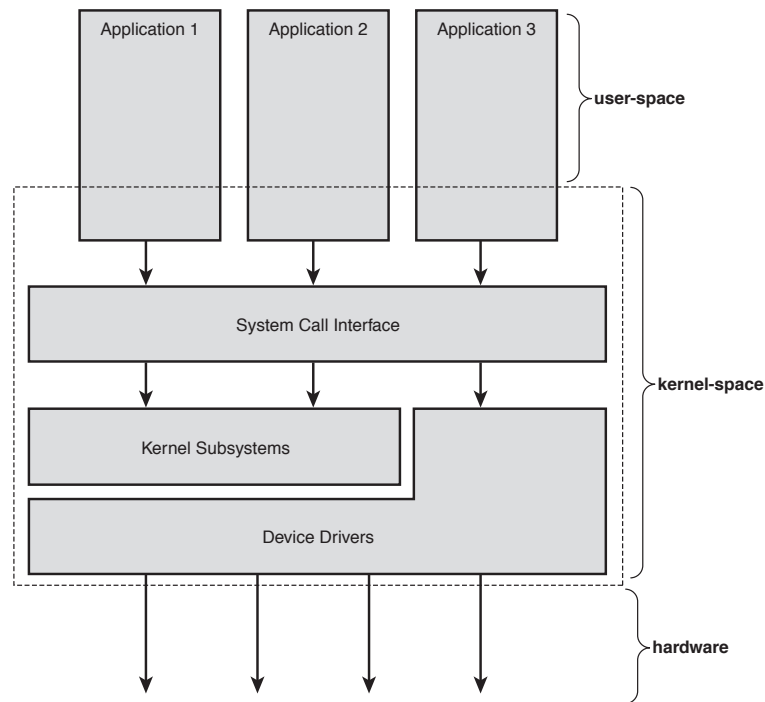 Application 1
Application 2
Application 3
user-space
System Call Interface
kernel-space
Kernel Subsystems
Device Drivers
hardware